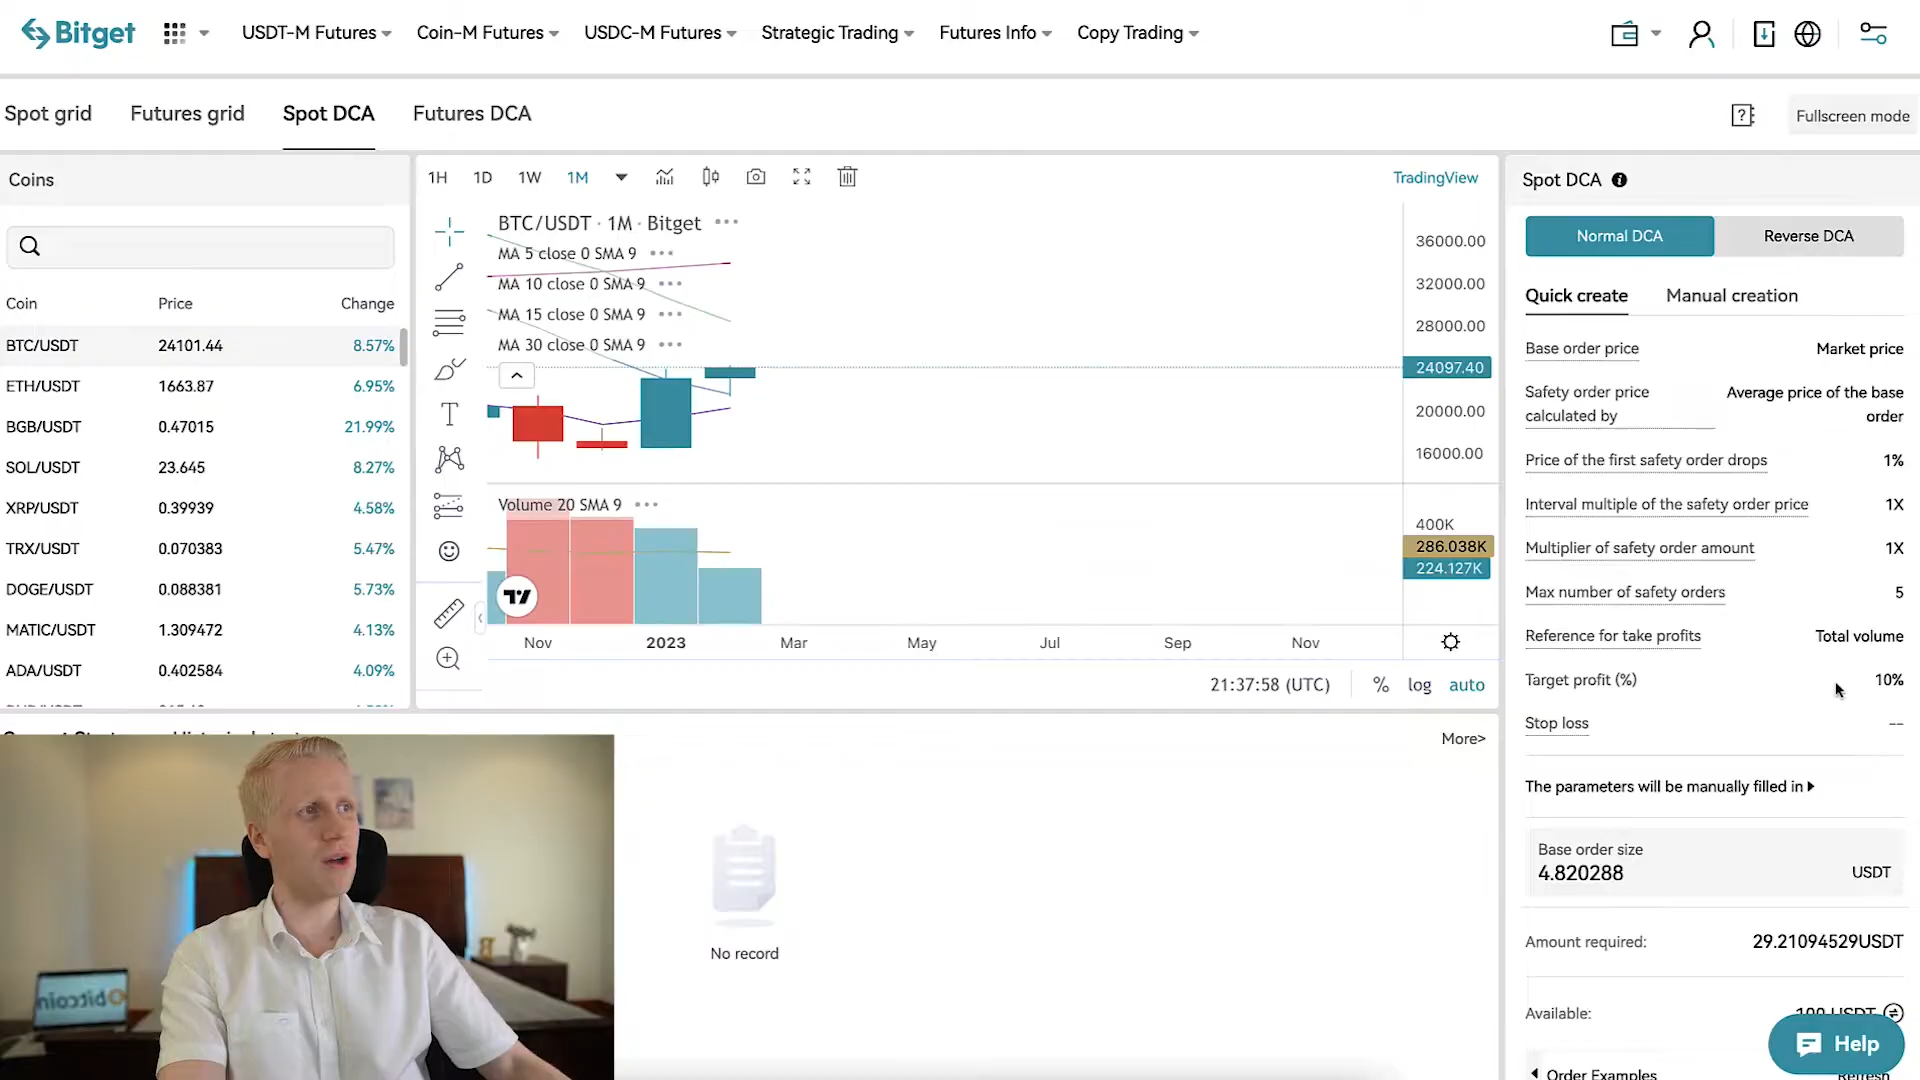 Bitget
USDT-M Futures
Coin-M Futures
USDC-M Futures
Strategic Trading
Futures Info
Copy Trading
Spot grid
Futures grid
Spot DCA
Futures DCA
Fullscreen mode
Coins
Coin Price Change
BTC/USDT 24101.44 8.57%
ETH/USDT 1663.87 6.95%
BGB/USDT 0.47015 21.99%
SOL/USDT 23.645 8.27%
XRP/USDT 0.39939 4.58%
TRX/USDT 0.070383 5.47%
DOGE/USDT 0.088381 5.73%
MATIC/USDT 1.309472 4.13%
ADA/USDT 0.402584 4.09%
1H 1D 1W 1M
TradingView
BTC/USDT · 1M · Bitget
MA 5 close 0 SMA 9
MA 10 close 0 SMA 9
MA 15 close 0 SMA 9
MA 30 close 0 SMA 9
36000.00
32000.00
28000.00
24097.40
20000.00
16000.00
Volume 20 SMA 9
400K
286.038K
224.127K
Nov 2023 Mar May Jul Sep Nov
21:37:58 (UTC) % log auto
More>
No record
bitcoin
Spot DCA
Normal DCA
Reverse DCA
Quick create
Manual creation
Base order price Market price
Safety order price calculated by
Average price of the base order
Price of the first safety order drops 1%
Interval multiple of the safety order price 1X
Multiplier of safety order amount 1X
Max number of safety orders 5
Reference for take profits Total volume
Target profit (%) 10%
Stop loss --
The parameters will be manually filled in
Base order size
4.820288 USDT
Amount required: 29.21094529USDT
Available: 100 USDT
Help
Order Examples Refresh